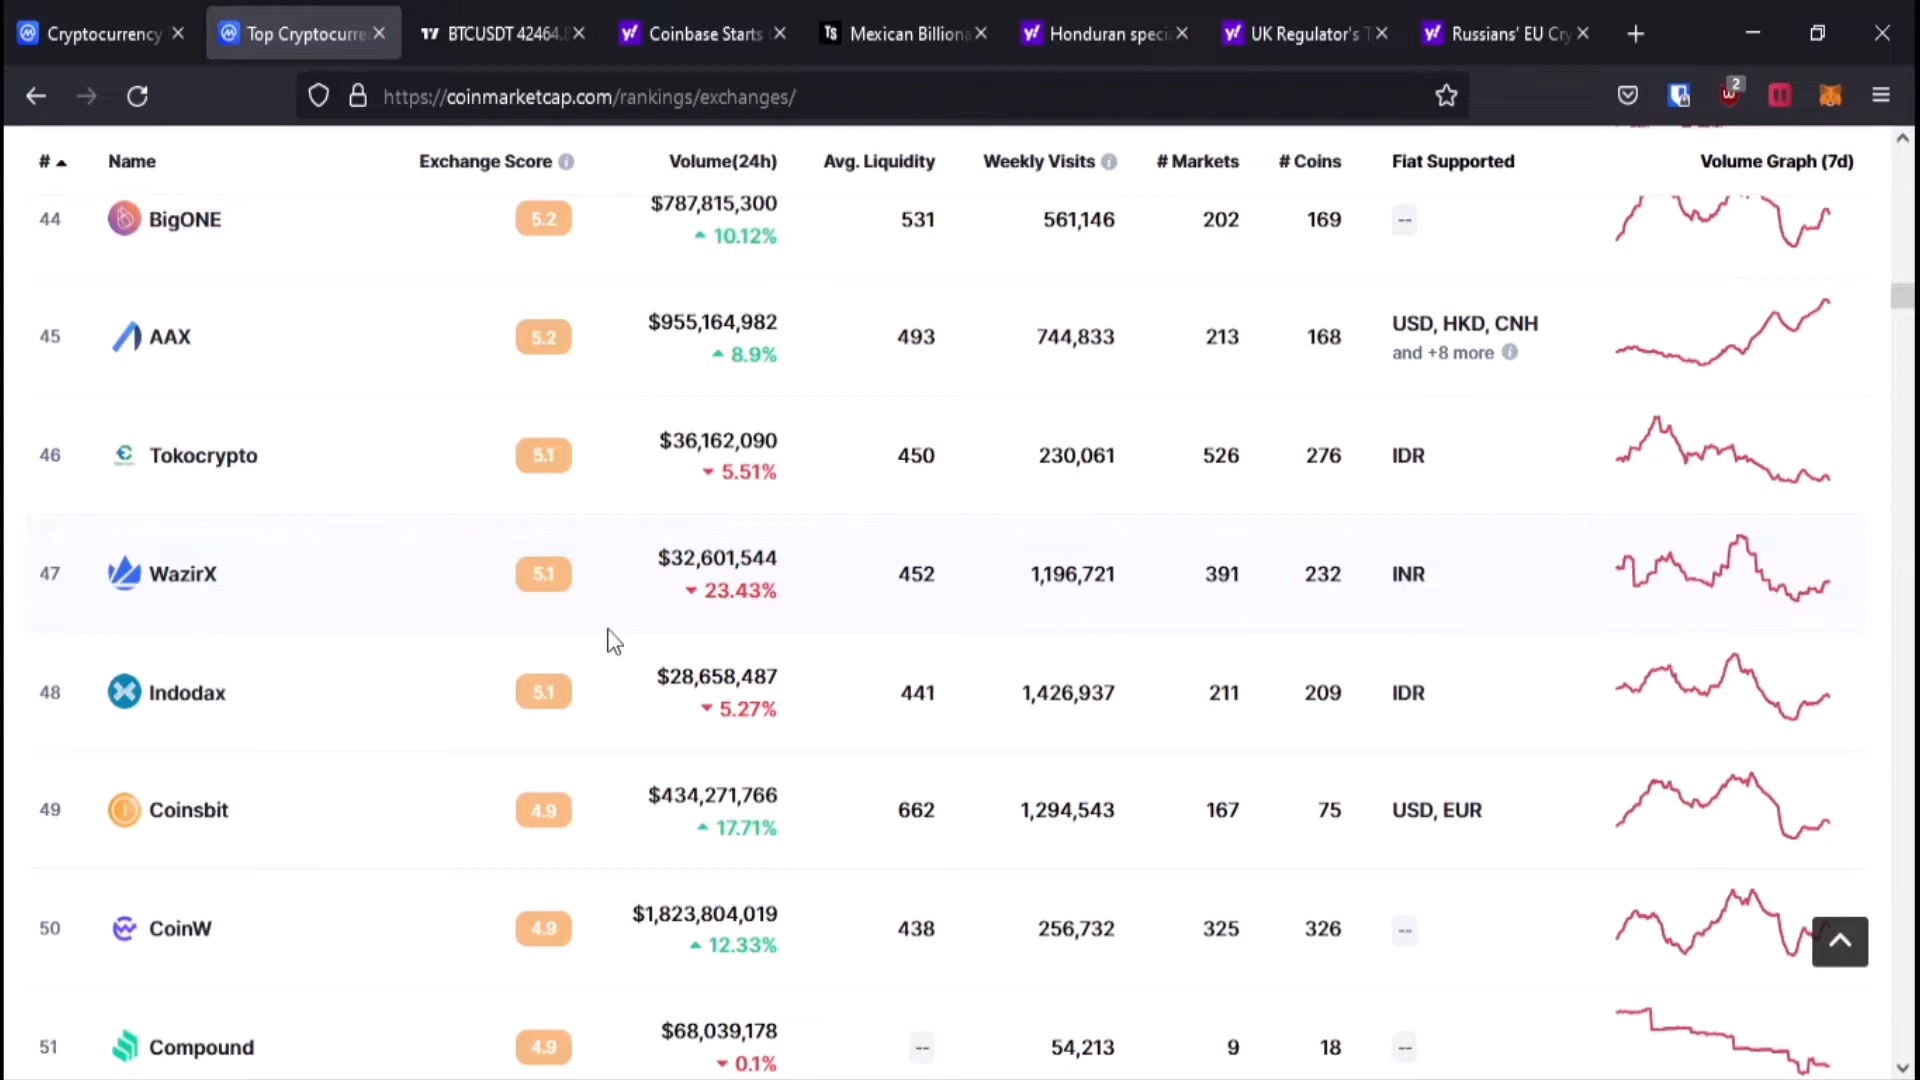 Cryptocurrency
Top Cryptocurre
BTCUSDT 42464.
Coinbase Starts
Mexican Billiona
Honduran speci
UK Regulator's T
Russians' EU Cry
https://coinmarketcap.com/rankings/exchanges/
2
# Name Exchange Score Volume(24h) Avg. Liquidity Weekly Visits # Markets # Coins Fiat Supported Volume Graph (7d)
44 BigONE 5.2 $787,815,300 531 561,146 202 169 --
10.12%
45 AAX 5.2 $955,164,982 493 744,833 213 168 USD, HKD, CNH
8.9% and +8 more
46 Tokocrypto 5.1 $36,162,090 450 230,061 526 276 IDR
5.51%
47 WazirX 5.1 $32,601,544 452 1,196,721 391 232 INR
23.43%
48 Indodax 5.1 $28,658,487 441 1,426,937 211 209 IDR
5.27%
49 Coinsbit 4.9 $434,271,766 662 1,294,543 167 75 USD, EUR
17.71%
50 CoinW 4.9 $1,823,804,019 438 256,732 325 326 --
12.33%
51 Compound 4.9 $68,039,178 -- 54,213 9 18 --
0.1%